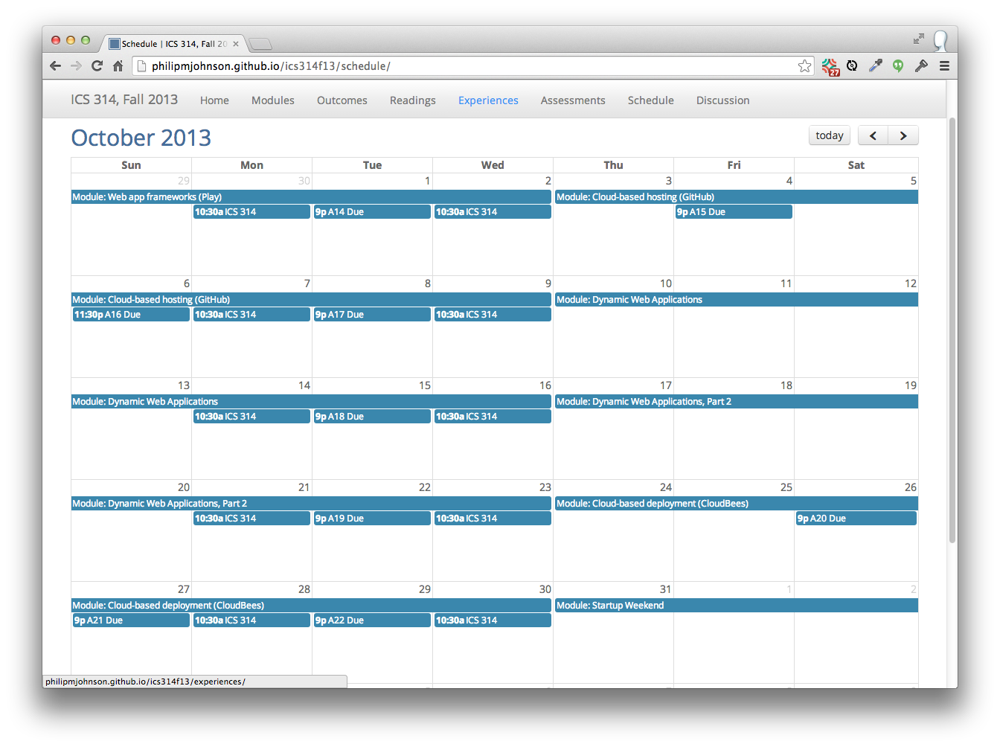 Schedule | ICS 314, Fall 20
philipmjohnson.github.io/ics314f13/schedule/
27
ICS 314, Fall 2013 Home Modules Outcomes Readings Experiences Assessments Schedule Discussion
October 2013 today
Sun Mon Tue Wed Thu Fri Sat
29 30 1 2 3 4 5
Module: Web app frameworks (Play) Module: Cloud-based hosting (GitHub)
10:30a ICS 314 9p A14 Due 10:30a ICS 314 9p A15 Due
6 7 8 9 10 11 12
Module: Cloud-based hosting (GitHub) Module: Dynamic Web Applications
11:30p A16 Due 10:30a ICS 314 9p A17 Due 10:30a ICS 314
13 14 15 16 17 18 19
Module: Dynamic Web Applications Module: Dynamic Web Applications, Part 2
10:30a ICS 314 9p A18 Due 10:30a ICS 314
20 21 22 23 24 25 26
Module: Dynamic Web Applications, Part 2 Module: Cloud-based deployment (CloudBees)
10:30a ICS 314 9p A19 Due 10:30a ICS 314 9p A20 Due
27 28 29 30 31 1 2
Module: Cloud-based deployment (CloudBees) Module: Startup Weekend
9p A21 Due 10:30a ICS 314 9p A22 Due 10:30a ICS 314
philipmjohnson.github.io/ics314f13/experiences/